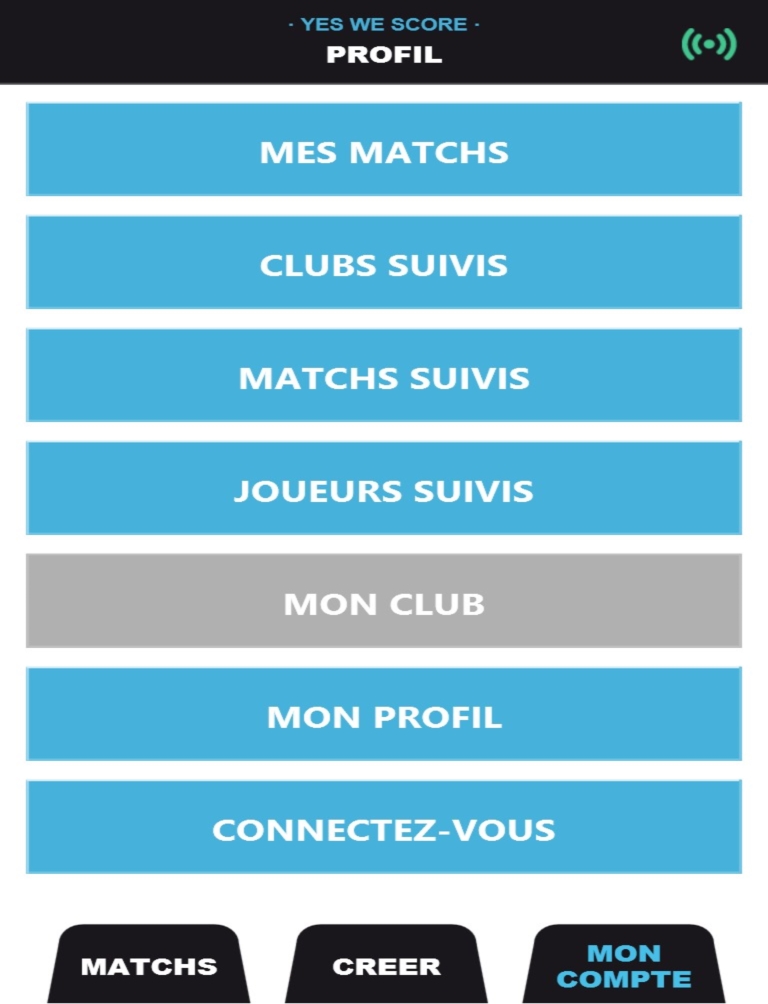 · YES WE SCORE ·
PROFIL
MES MATCHS
CLUBS SUIVIS
MATCHS SUIVIS
JOUEURS SUIVIS
MON CLUB
MON PROFIL
CONNECTEZ-VOUS
MATCHS
CREER
MON
COMPTE